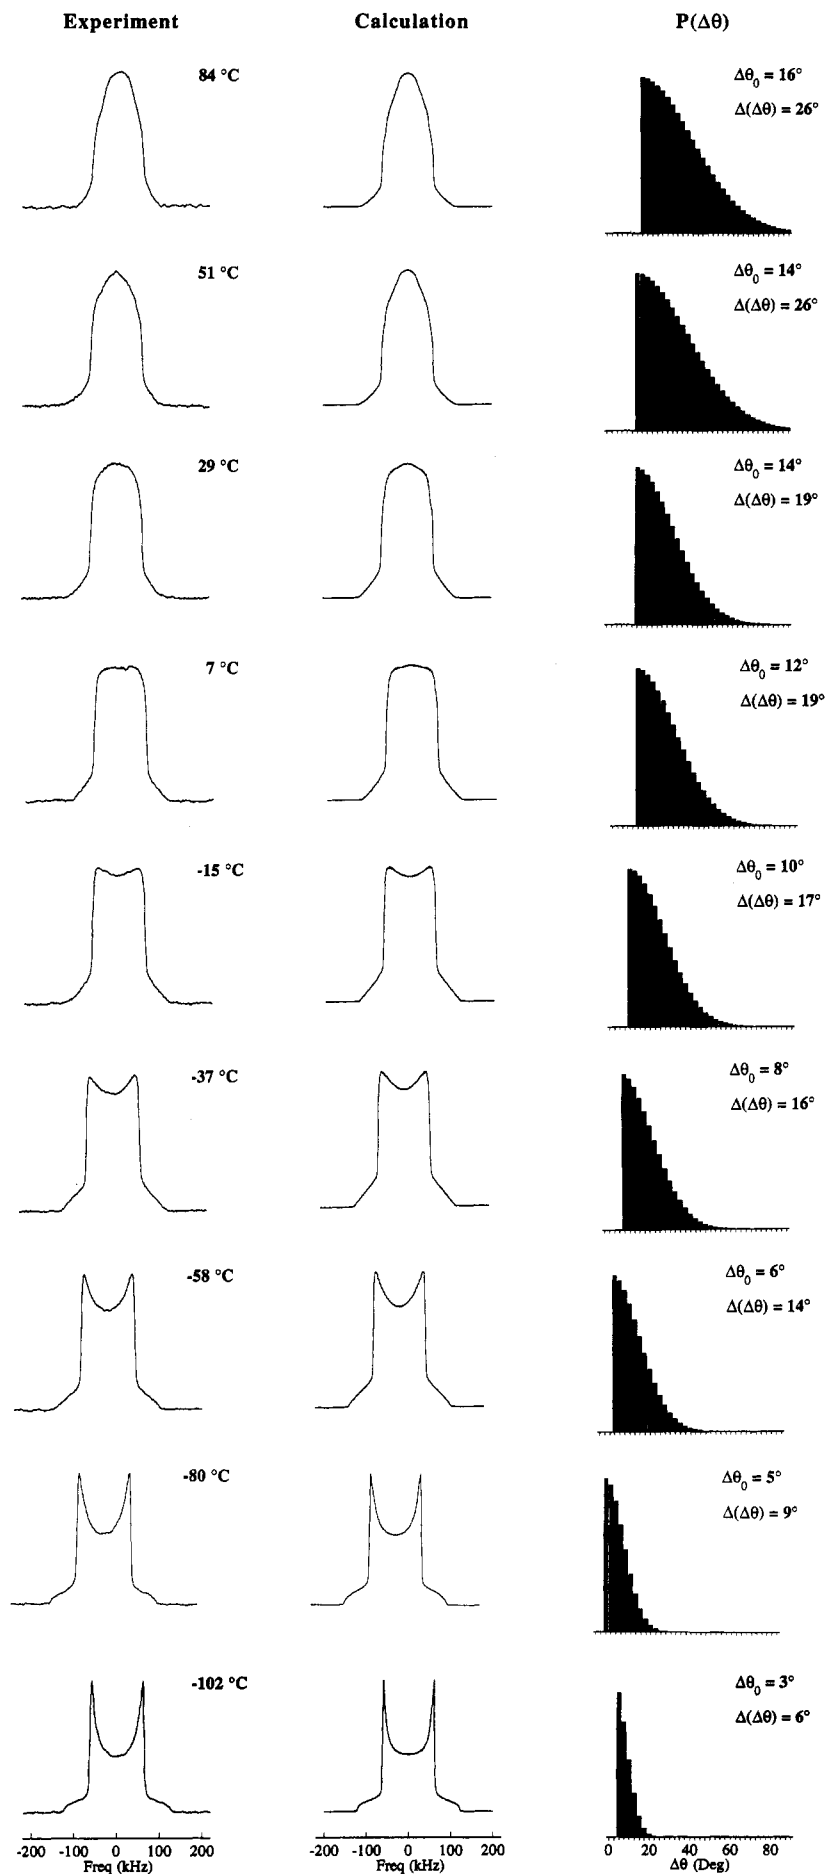 Experiment Calculation P(Δθ)
84 °C Δθ₀ = 16°
Δ(Δθ) = 26°
51 °C Δθ₀ = 14°
Δ(Δθ) = 26°
29 °C Δθ₀ = 14°
Δ(Δθ) = 19°
7 °C Δθ₀ = 12°
Δ(Δθ) = 19°
-15 °C Δθ₀ = 10°
Δ(Δθ) = 17°
-37 °C Δθ₀ = 8°
Δ(Δθ) = 16°
-58 °C Δθ₀ = 6°
Δ(Δθ) = 14°
-80 °C Δθ₀ = 5°
Δ(Δθ) = 9°
-102 °C Δθ₀ = 3°
Δ(Δθ) = 6°
-200 -100 0 100 200 -200 -100 0 100 200 0 20 40 60 80
Freq (kHz) Freq (kHz) Δθ (Deg)